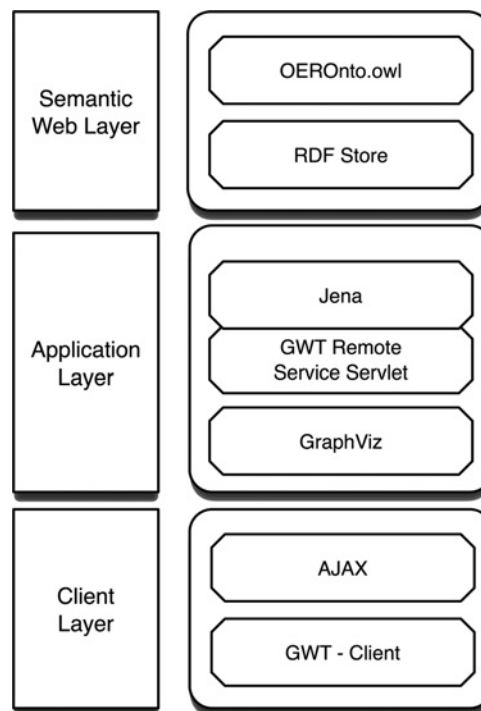 Semantic
Web Layer
OEROnto.owl
RDF Store
Application
Layer
Jena
GWT Remote
Service Servlet
GraphViz
Client
Layer
AJAX
GWT - Client